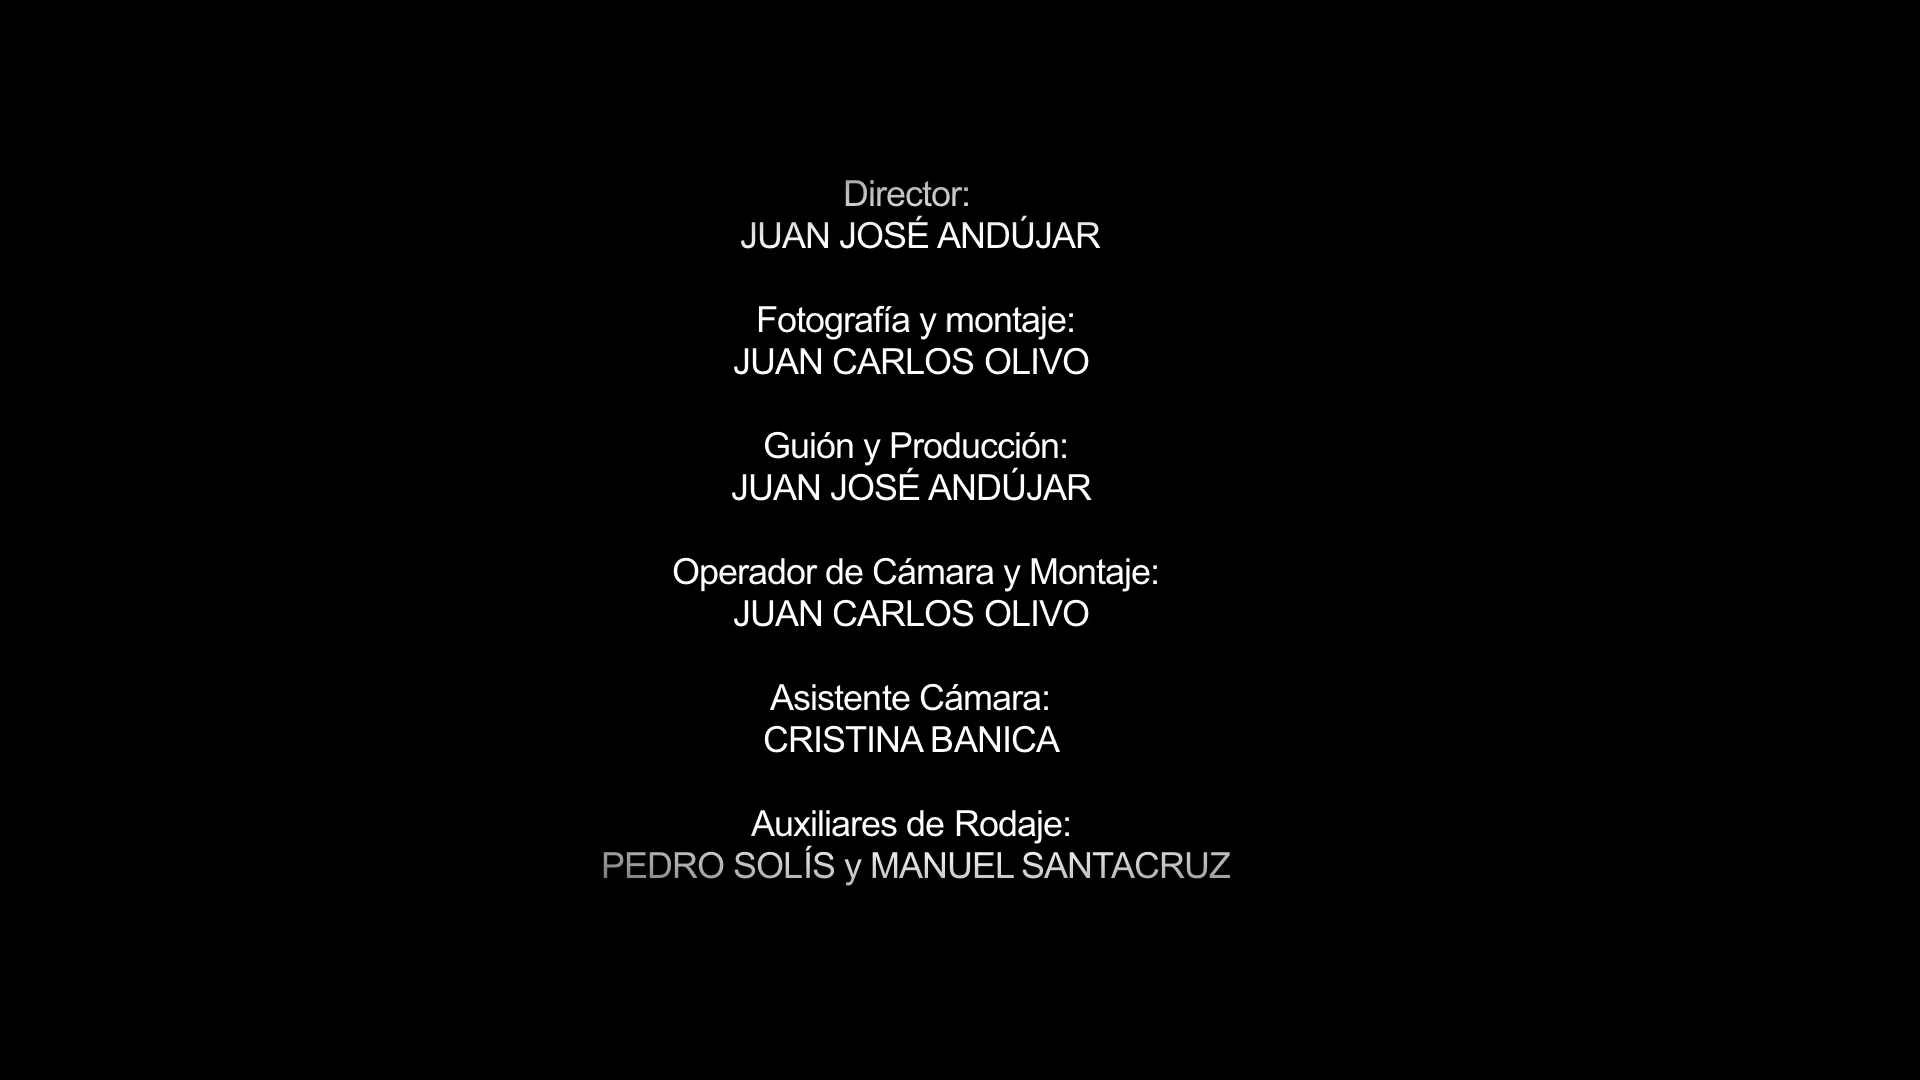 Director:
JUAN JOSÉ ANDÚJAR
Fotografía y montaje:
JUAN CARLOS OLIVO
Guión y Producción:
JUAN JOSÉ ANDÚJAR
Operador de Cámara y Montaje:
JUAN CARLOS OLIVO
Asistente Cámara:
CRISTINA BANICA
Auxiliares de Rodaje:
PEDRO SOLÍS y MANUEL SANTACRUZ